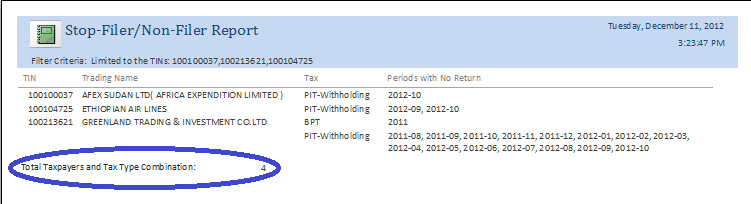 Stop-Filer/Non-Filer Report
Tuesday, December 11, 2012
3:23:47 PM
Filter Criteria: Limited to the TINs: 100100037,100213621,100104725
TIN Trading Name Tax Periods with No Return
100100037 AFEX SUDAN LTD( AFRICA EXPENDITION LIMITED ) PIT-Withholding 2012-10
100104725 ETHIOPIAN AIR LINES PIT-Withholding 2012-09, 2012-10
100213621 GREENLAND TRADING & INVESTMENT CO.LTD BPT 2011
PIT-Withholding 2011-08, 2011-09, 2011-10, 2011-11, 2011-12, 2012-01, 2012-02, 2012-03,
2012-04, 2012-05, 2012-06, 2012-07, 2012-08, 2012-09, 2012-10
Total Taxpayers and Tax Type Combination: 4